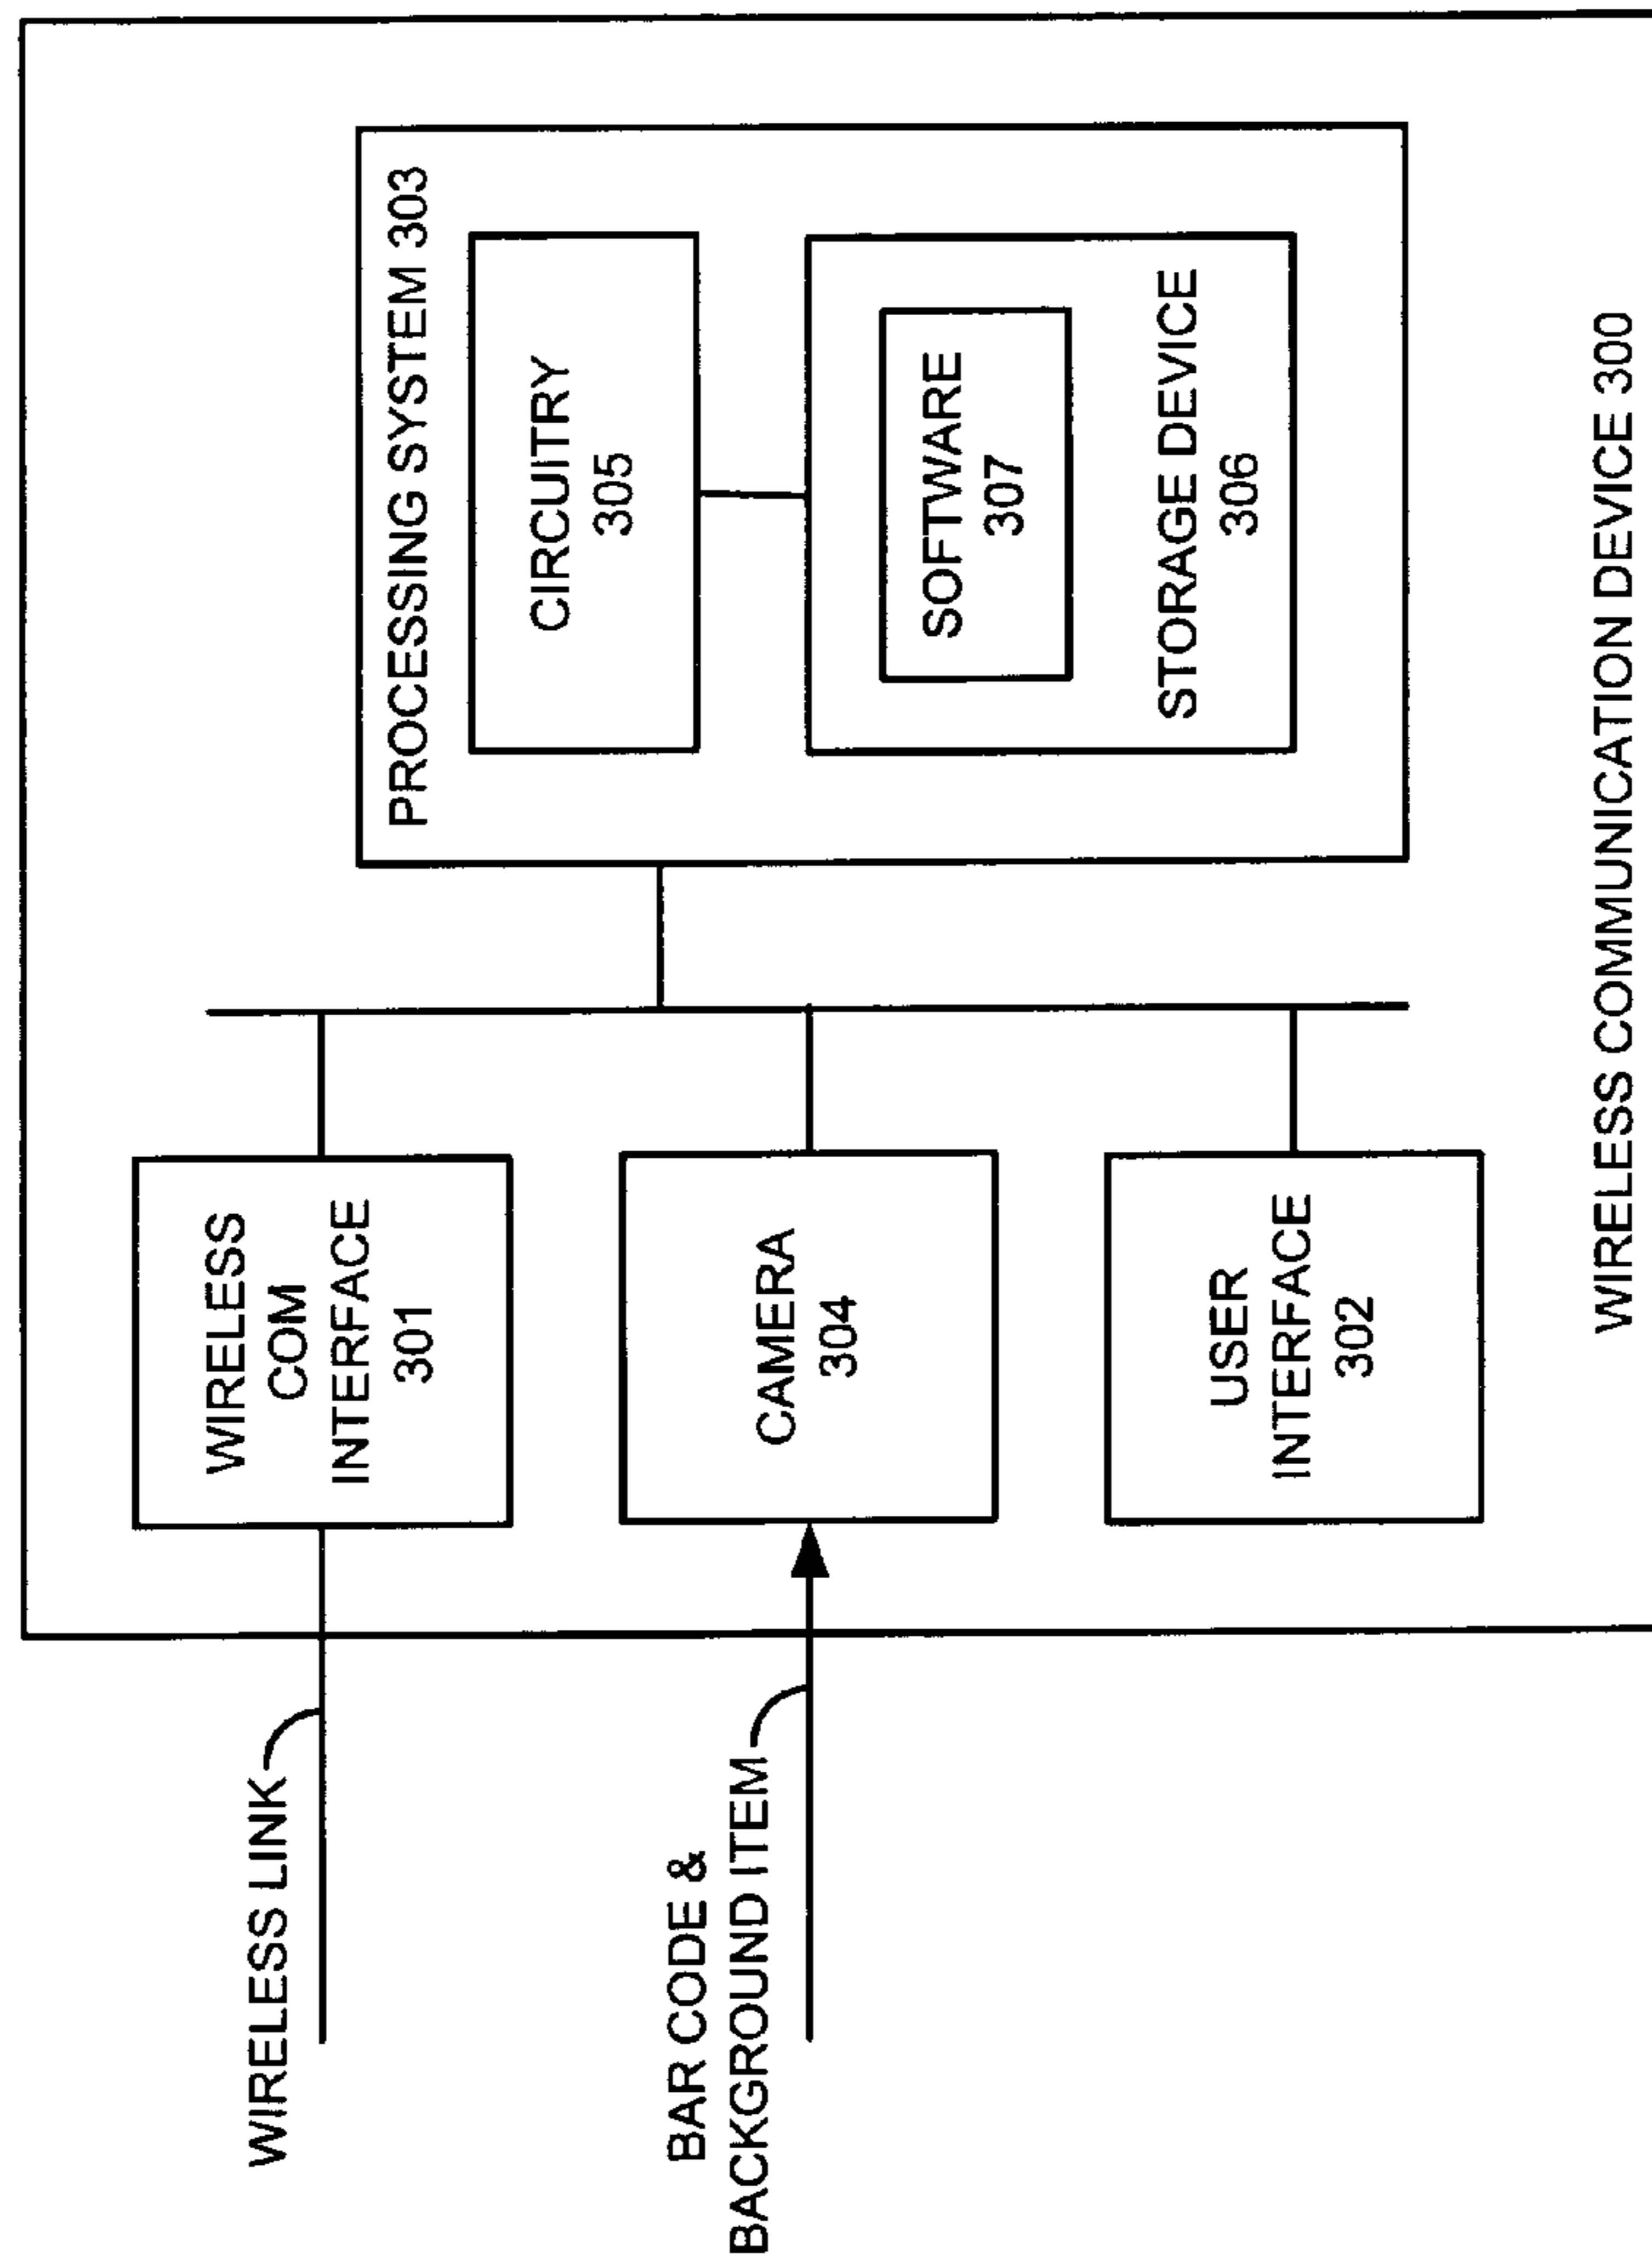 WIRELESS LINK
BAR CODE &
BACKGROUND ITEM
WIRELESS
COM
INTERFACE
301
CAMERA
304
USER
INTERFACE
302
PROCESSING SYSTEM 303
CIRCUITRY
305
SOFTWARE
307
STORAGE DEVICE
306
WIRELESS COMMUNICATION DEVICE 300